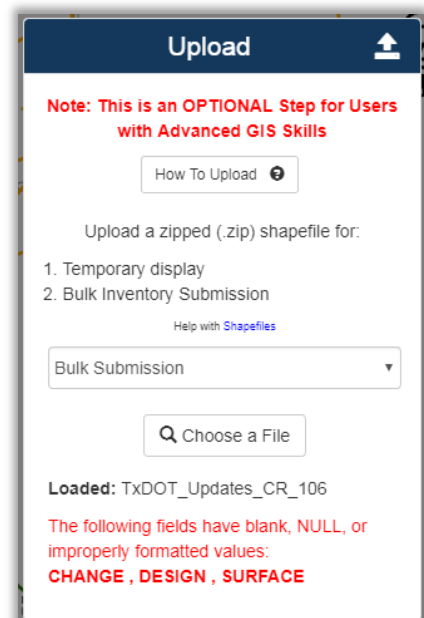 Upload
Note: This is an OPTIONAL Step for Users
with Advanced GIS Skills
How To Upload
Upload a zipped (.zip) shapefile for:
1. Temporary display
2. Bulk Inventory Submission
Help with Shapefiles
Bulk Submission
Choose a File
Loaded: TxDOT_Updates_CR_106
The following fields have blank, NULL, or
improperly formatted values:
CHANGE , DESIGN , SURFACE